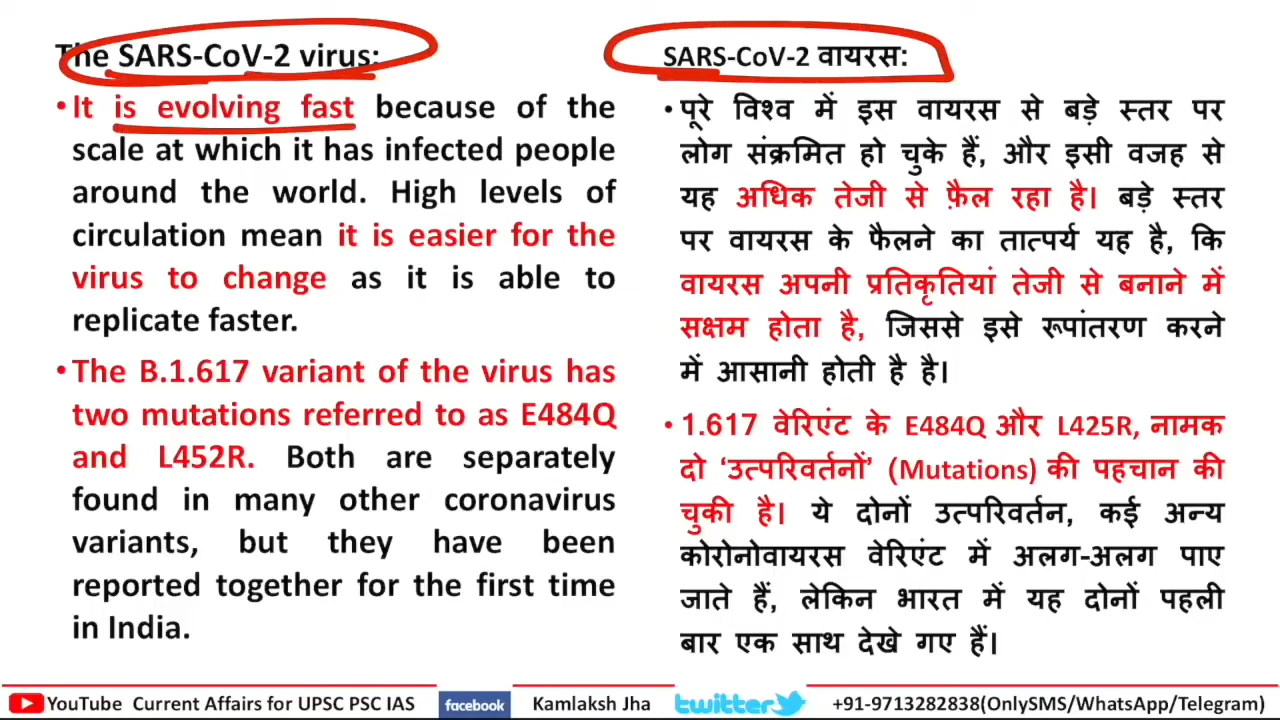 The SARS-CoV-2 virus:
• It is evolving fast because of the
scale at which it has infected people
around the world. High levels of
circulation mean it is easier for the
virus to change as it is able to
replicate faster.
• The B.1.617 variant of the virus has
two mutations referred to as E484Q
and L452R. Both are separately
found in many other coronavirus
variants, but they have been
reported together for the first time
in India.
SARS-CoV-2 वायरस:
• पूरे विश्व में इस वायरस से बड़े स्तर पर
लोग संक्रमित हो चुके हैं, और इसी वजह से
यह अधिक तेजी से फ़ैल रहा है। बड़े स्तर
पर वायरस के फैलने का तात्पर्य यह है, कि
वायरस अपनी प्रतिकृतियां तेजी से बनाने में
सक्षम होता है, जिससे इसे रूपांतरण करने
में आसानी होती है है।
• 1.617 वेरिएंट के E484Q और L425R, नामक
दो ‘उत्परिवर्तनों’ (Mutations) की पहचान की
चुकी है। ये दोनों उत्परिवर्तन, कई अन्य
कोरोनोवायरस वेरिएंट में अलग-अलग पाए
जाते हैं, लेकिन भारत में यह दोनों पहली
बार एक साथ देखे गए हैं।
YouTube Current Affairs for UPSC PSC IAS facebook Kamlaksh Jha twitter +91-9713282838(OnlySMS/WhatsApp/Telegram)